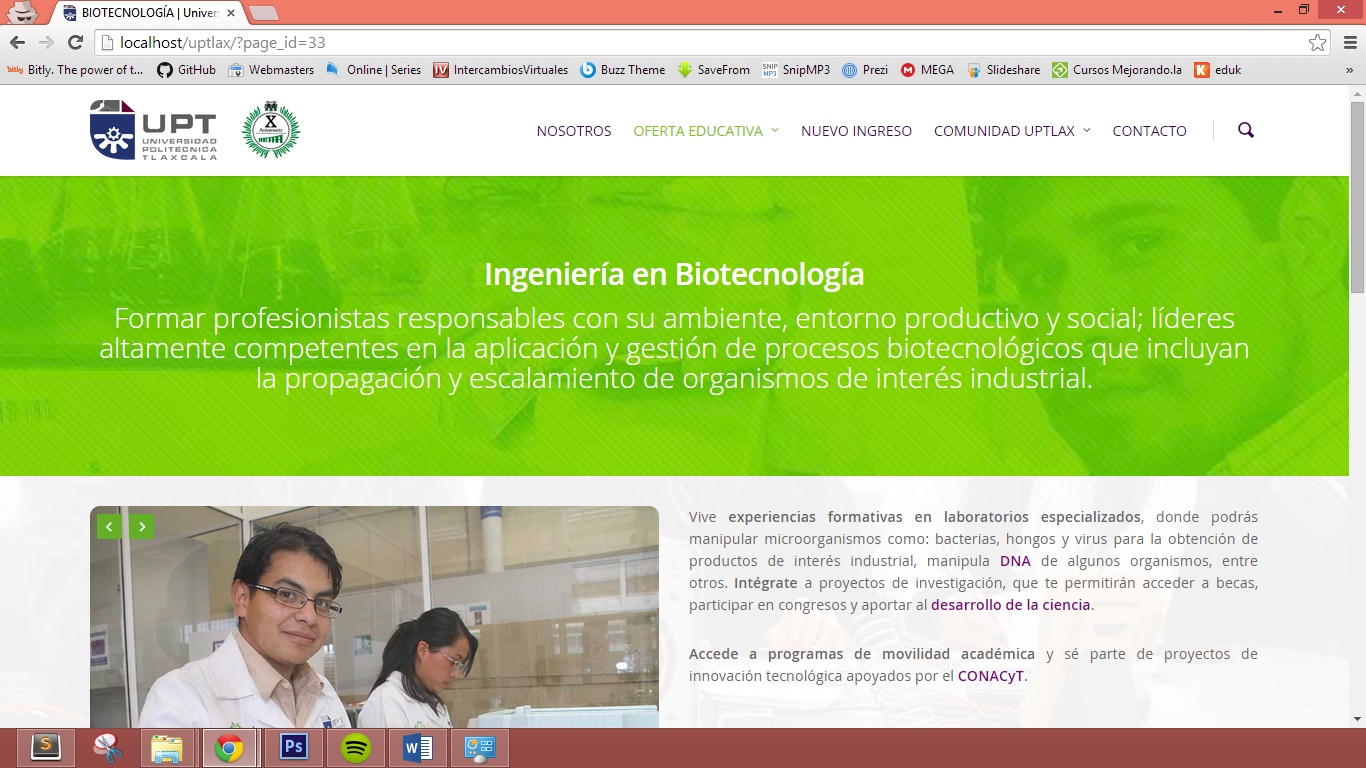 BIOTECNOLOGÍA | Univer
localhost/uptlax/?page_id=33
Bitly. The power of t... GitHub Webmasters Online | Series IntercambiosVirtuales Buzz Theme SaveFrom SnipMP3 Prezi MEGA Slideshare Cursos Mejorando.la eduk »
UPT
UNIVERSIDAD
POLITÉCNICA
TLAXCALA
X
Aniversario
NOSOTROS OFERTA EDUCATIVA NUEVO INGRESO COMUNIDAD UPTLAX CONTACTO
Ingeniería en Biotecnología
Formar profesionistas responsables con su ambiente, entorno productivo y social; líderes
altamente competentes en la aplicación y gestión de procesos biotecnológicos que incluyan
la propagación y escalamiento de organismos de interés industrial.
Vive experiencias formativas en laboratorios especializados, donde podrás
manipular microorganismos como: bacterias, hongos y virus para la obtención de
productos de interés industrial, manipula DNA de algunos organismos, entre
otros. Intégrate a proyectos de investigación, que te permitirán acceder a becas,
participar en congresos y aportar al desarrollo de la ciencia.
Accede a programas de movilidad académica y sé parte de proyectos de
innovación tecnológica apoyados por el CONACyT.
UPT